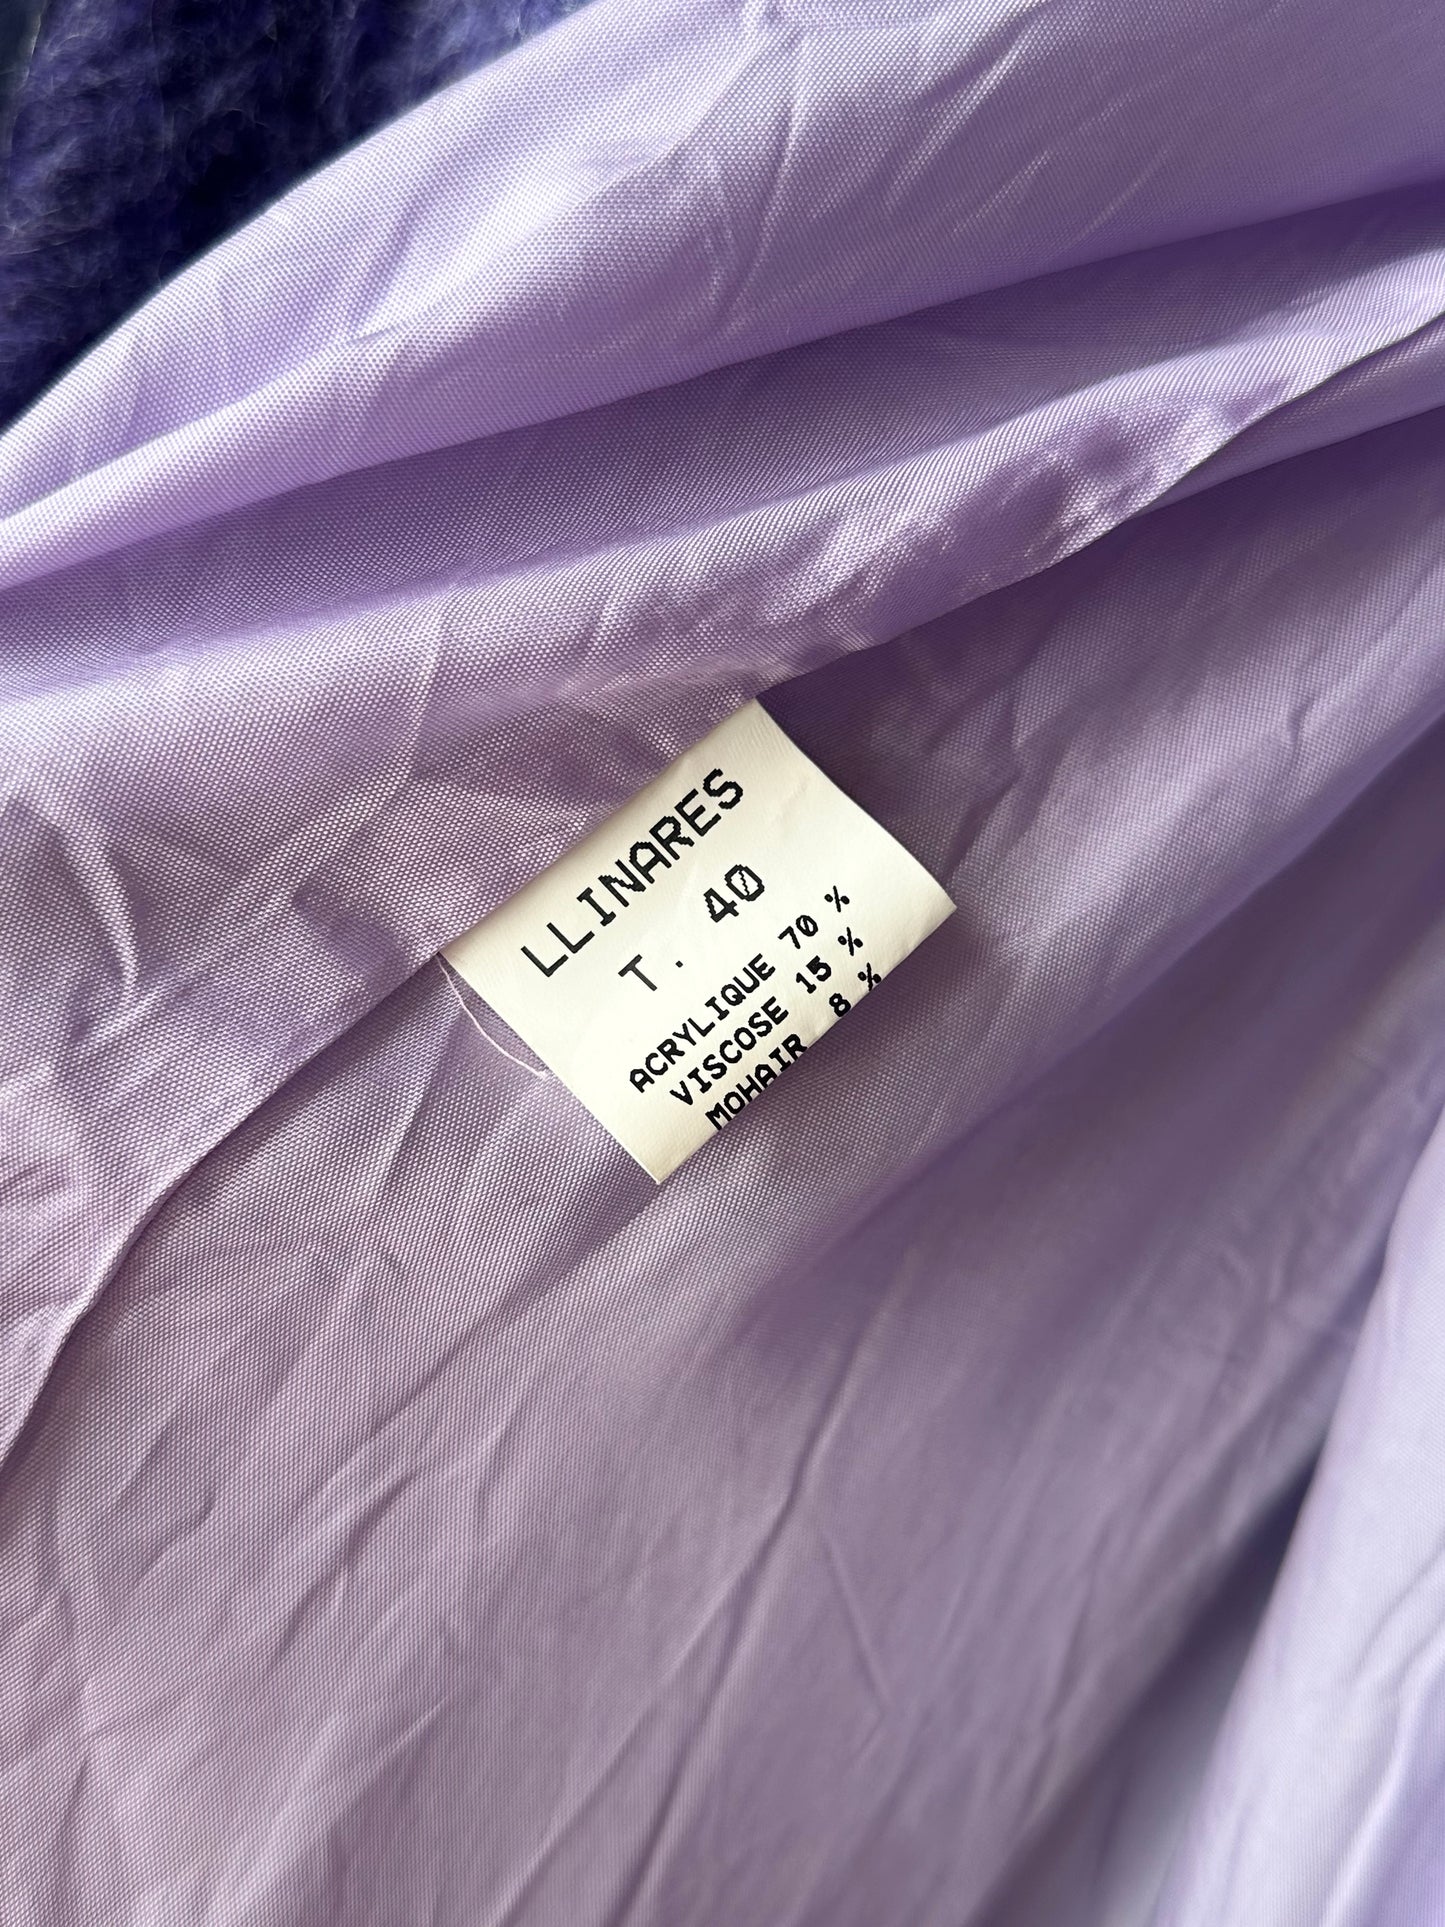 LLINARES
T. 40
ACRYLIQUE 70 %
VISCOSE 15 %
MOHAIR 8 %